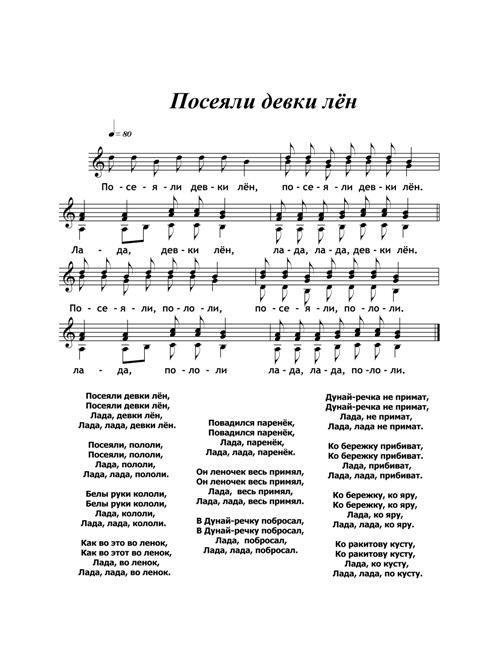 Посеяли девки лён
= 80
По - се - я - ли дев - ки лён, по - се - я - ли дев - ки лён.
Ла - да, дев - ки лён, ла - да, ла - да, дев - ки лён.
По - се - я - ли, по - ло - ли, по - се - я - ли, по - ло - ли,
ла - да, по - ло - ли ла - да, ла - да, по - ло - ли.
Посеяли девки лён,
Посеяли девки лён,
Лада, девки лён,
Лада, лада, девки лён.
Посеяли, пололи,
Посеяли, пололи,
Лада, пололи,
Лада, лада, пололи.
Белы руки кололи,
Белы руки кололи,
Лада, кололи,
Лада, лада, кололи.
Как во это во ленок,
Как во этот во ленок,
Лада, во ленок,
Лада, лада, во ленок.
Повадился паренёк,
Повадился паренёк,
Лада, паренёк,
Лада, лада, паренёк.
Он леночек весь примял,
Он леночек весь примял,
Лада, весь примял,
Лада, лада, весь примял.
В Дунай-речку побросал,
В Дунай-речку побросал,
Лада, побросал,
Лада, лада, побросал.
Дунай-речка не примат,
Дунай-речка не примат,
Лада, не примат,
Лада, лада не примат.
Ко бережку прибиват,
Ко бережку прибиват.
Лада, прибиват,
Лада, лада, прибиват.
Ко бережку, ко яру,
Ко бережку, ко яру,
Лада, ко яру,
Лада, лада, ко яру.
Ко ракитову кусту,
Ко ракитову кусту,
Лада, по кусту,
Лада, лада, по кусту.